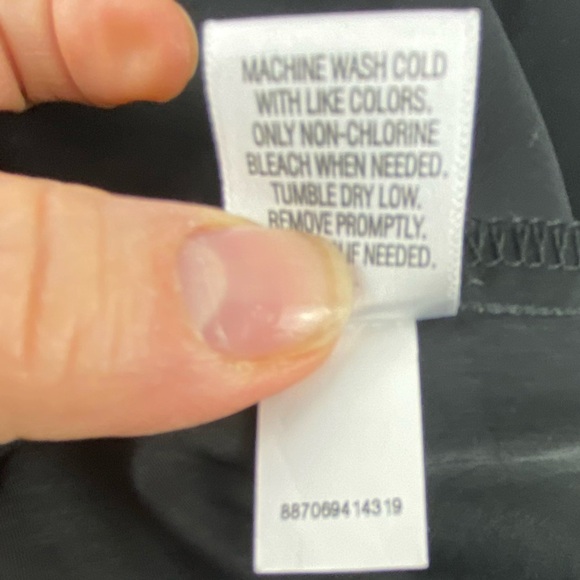 MACHINE WASH COLD
WITH LIKE COLORS.
ONLY NON-CHLORINE
BLEACH WHEN NEEDED.
TUMBLE DRY LOW.
REMOVE PROMPTLY.
IF NEEDED.
887069414319